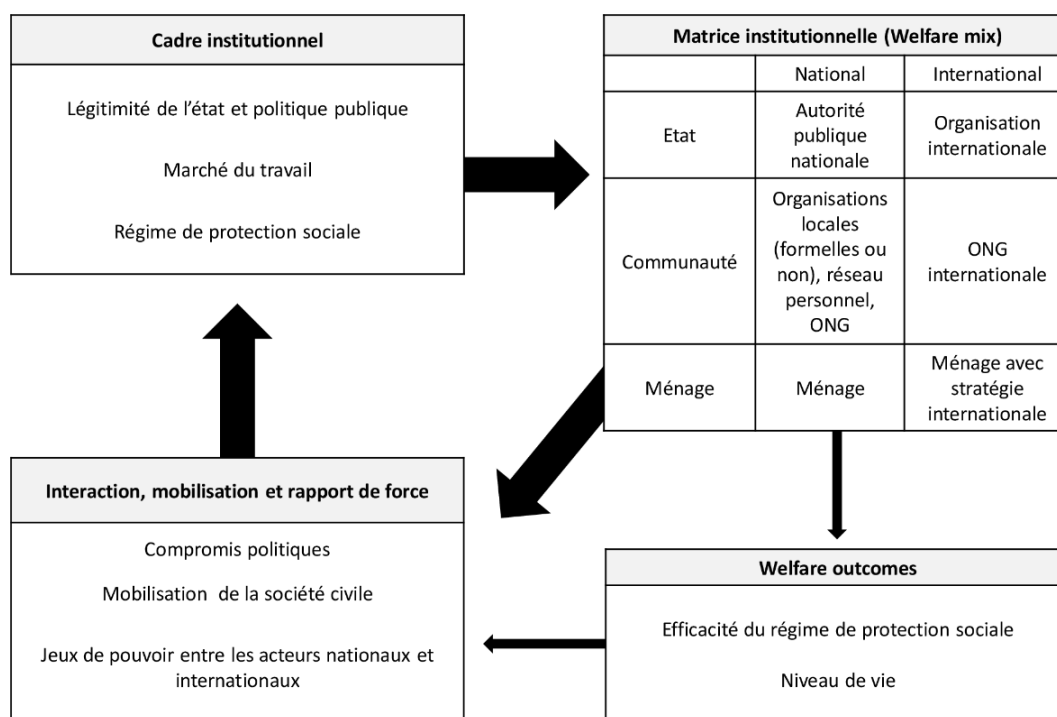 Cadre institutionnel
Légitimité de l'état et politique publique
Marché du travail
Régime de protection sociale
Matrice institutionnelle (Welfare mix)
National
International
Etat
Autorité
publique
nationale
Organisation
internationale
Communauté
Organisations
locales
(formelles ou
non), réseau
personnel,
ONG
ONG
internationale
Ménage
Ménage
Ménage avec
stratégie
internationale
Interaction, mobilisation et rapport de force
Compromis politiques
Mobilisation de la société civile
Jeux de pouvoir entre les acteurs nationaux et
internationaux
Welfare outcomes
Efficacité du régime de protection sociale
Niveau de vie